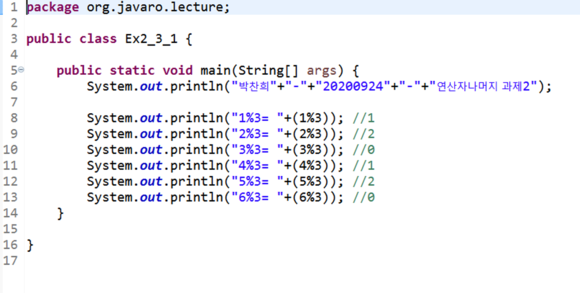 1 package org.javaro.lecture;
2
3 public class Ex2_3_1 {
4
5 public static void main(String[] args) {
6 System.out.println("박찬희"+"-"+"20200924"+"-"+"연산자나머지 과제2");
7
8 System.out.println("1%3= "+(1%3)); //1
9 System.out.println("2%3= "+(2%3)); //2
10 System.out.println("3%3= "+(3%3)); //0
11 System.out.println("4%3= "+(4%3)); //1
12 System.out.println("5%3= "+(5%3)); //2
13 System.out.println("6%3= "+(6%3)); //0
14 }
15
16 }
17